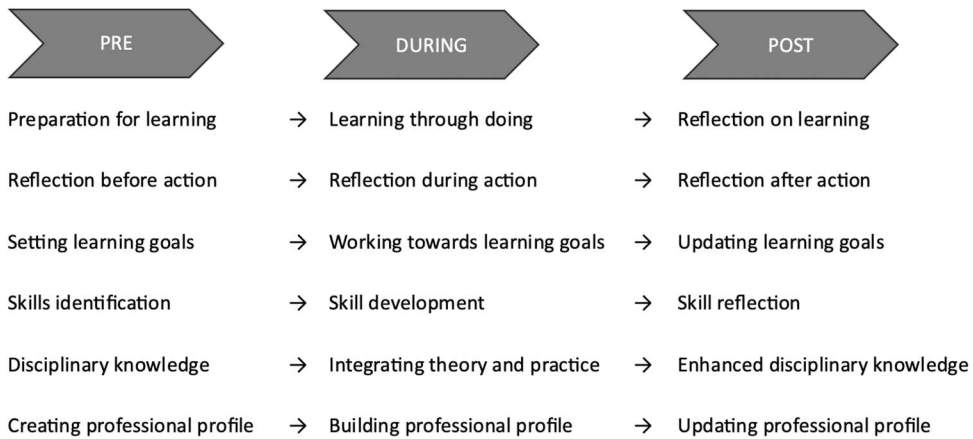 PRE DURING POST
Preparation for learning → Learning through doing → Reflection on learning
Reflection before action → Reflection during action → Reflection after action
Setting learning goals → Working towards learning goals → Updating learning goals
Skills identification → Skill development → Skill reflection
Disciplinary knowledge → Integrating theory and practice → Enhanced disciplinary knowledge
Creating professional profile → Building professional profile → Updating professional profile